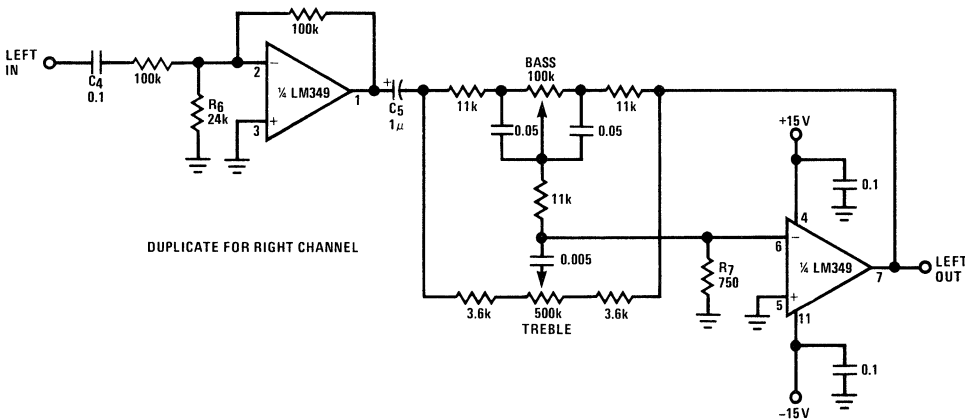 LEFT
IN
C4
0.1
100k
R6
24k
100k
2
−
¼ LM349
1
+
3
+
C5
1μ
BASS
100k
11k
11k
0.05
0.05
11k
0.005
3.6k
500k
3.6k
TREBLE
DUPLICATE FOR RIGHT CHANNEL
R7
750
+15V
0.1
4
6
−
¼ LM349
7
+
5
11
LEFT
OUT
0.1
−15V